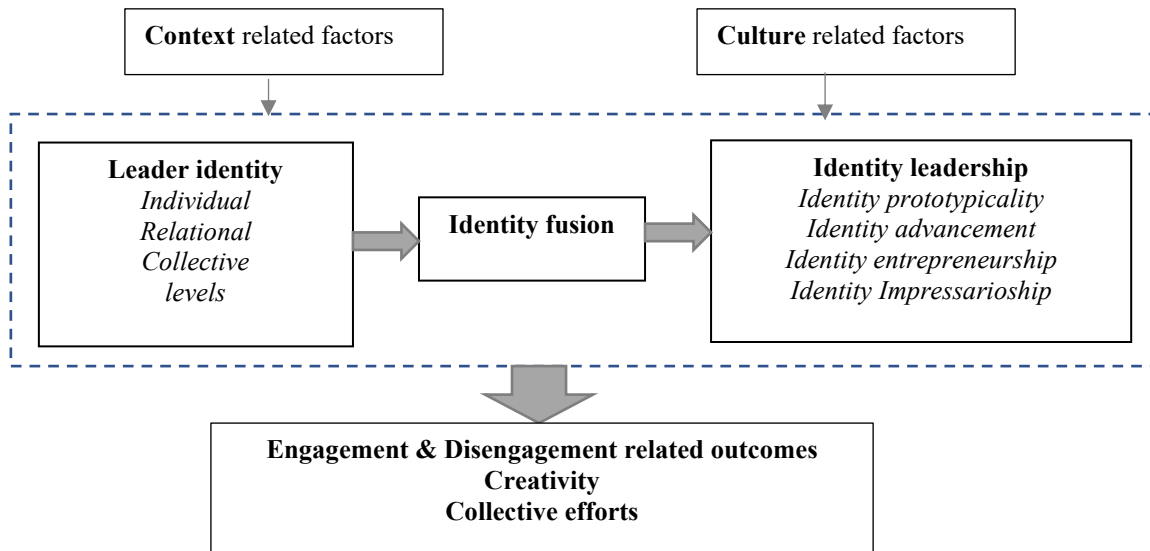 Context related factors
Culture related factors
Leader identity
Individual
Relational
Collective
levels
Identity fusion
Identity leadership
Identity prototypicality
Identity advancement
Identity entrepreneurship
Identity Impressarioship
Engagement & Disengagement related outcomes
Creativity
Collective efforts